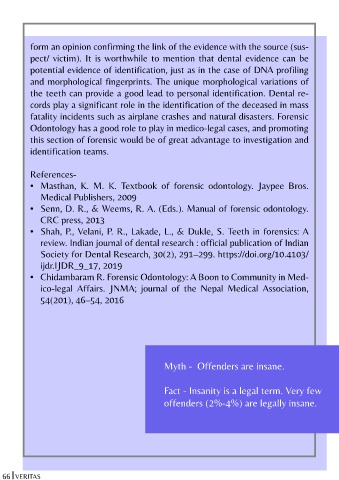 form an opinion confirming the link of the evidence with the source (sus-
pect/ victim). It is worthwhile to mention that dental evidence can be
potential evidence of identification, just as in the case of DNA profiling
and morphological fingerprints. The unique morphological variations of
the teeth can provide a good lead to personal identification. Dental re-
cords play a significant role in the identification of the deceased in mass
fatality incidents such as airplane crashes and natural disasters. Forensic
Odontology has a good role to play in medico-legal cases, and promoting
this section of forensic would be of great advantage to investigation and
identification teams.
References-
• Masthan, K. M. K. Textbook of forensic odontology. Jaypee Bros.
Medical Publishers, 2009
• Senn, D. R., & Weems, R. A. (Eds.). Manual of forensic odontology.
CRC press, 2013
• Shah, P., Velani, P. R., Lakade, L., & Dukle, S. Teeth in forensics: A
review. Indian journal of dental research : official publication of Indian
Society for Dental Research, 30(2), 291–299. https://doi.org/10.4103/
ijdr.IJDR_9_17, 2019
• Chidambaram R. Forensic Odontology: A Boon to Community in Med-
ico-legal Affairs. JNMA; journal of the Nepal Medical Association,
54(201), 46–54, 2016
Myth - Offenders are insane.
Fact - Insanity is a legal term. Very few
offenders (2%-4%) are legally insane.
66|VERITAS